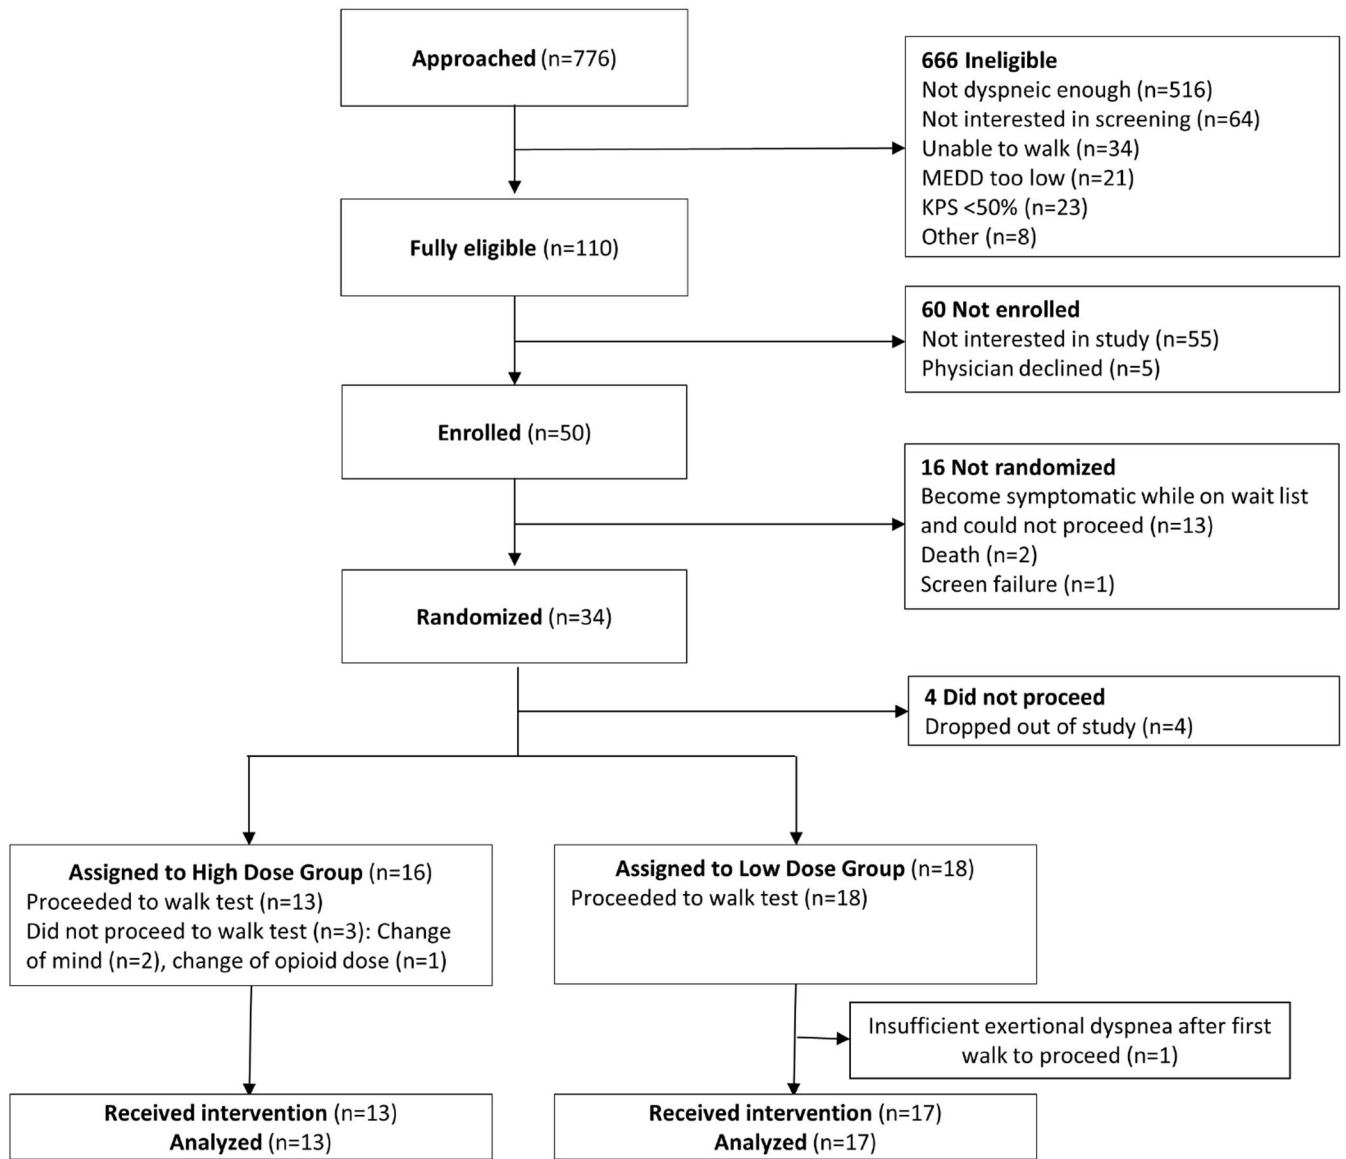 Approached (n=776)
666 Ineligible
Not dyspneic enough (n=516)
Not interested in screening (n=64)
Unable to walk (n=34)
MEDD too low (n=21)
KPS <50% (n=23)
Other (n=8)
Fully eligible (n=110)
60 Not enrolled
Not interested in study (n=55)
Physician declined (n=5)
Enrolled (n=50)
16 Not randomized
Become symptomatic while on wait list
and could not proceed (n=13)
Death (n=2)
Screen failure (n=1)
Randomized (n=34)
4 Did not proceed
Dropped out of study (n=4)
Assigned to High Dose Group (n=16)
Proceeded to walk test (n=13)
Did not proceed to walk test (n=3): Change
of mind (n=2), change of opioid dose (n=1)
Assigned to Low Dose Group (n=18)
Proceeded to walk test (n=18)
Insufficient exertional dyspnea after first
walk to proceed (n=1)
Received intervention (n=13)
Analyzed (n=13)
Received intervention (n=17)
Analyzed (n=17)